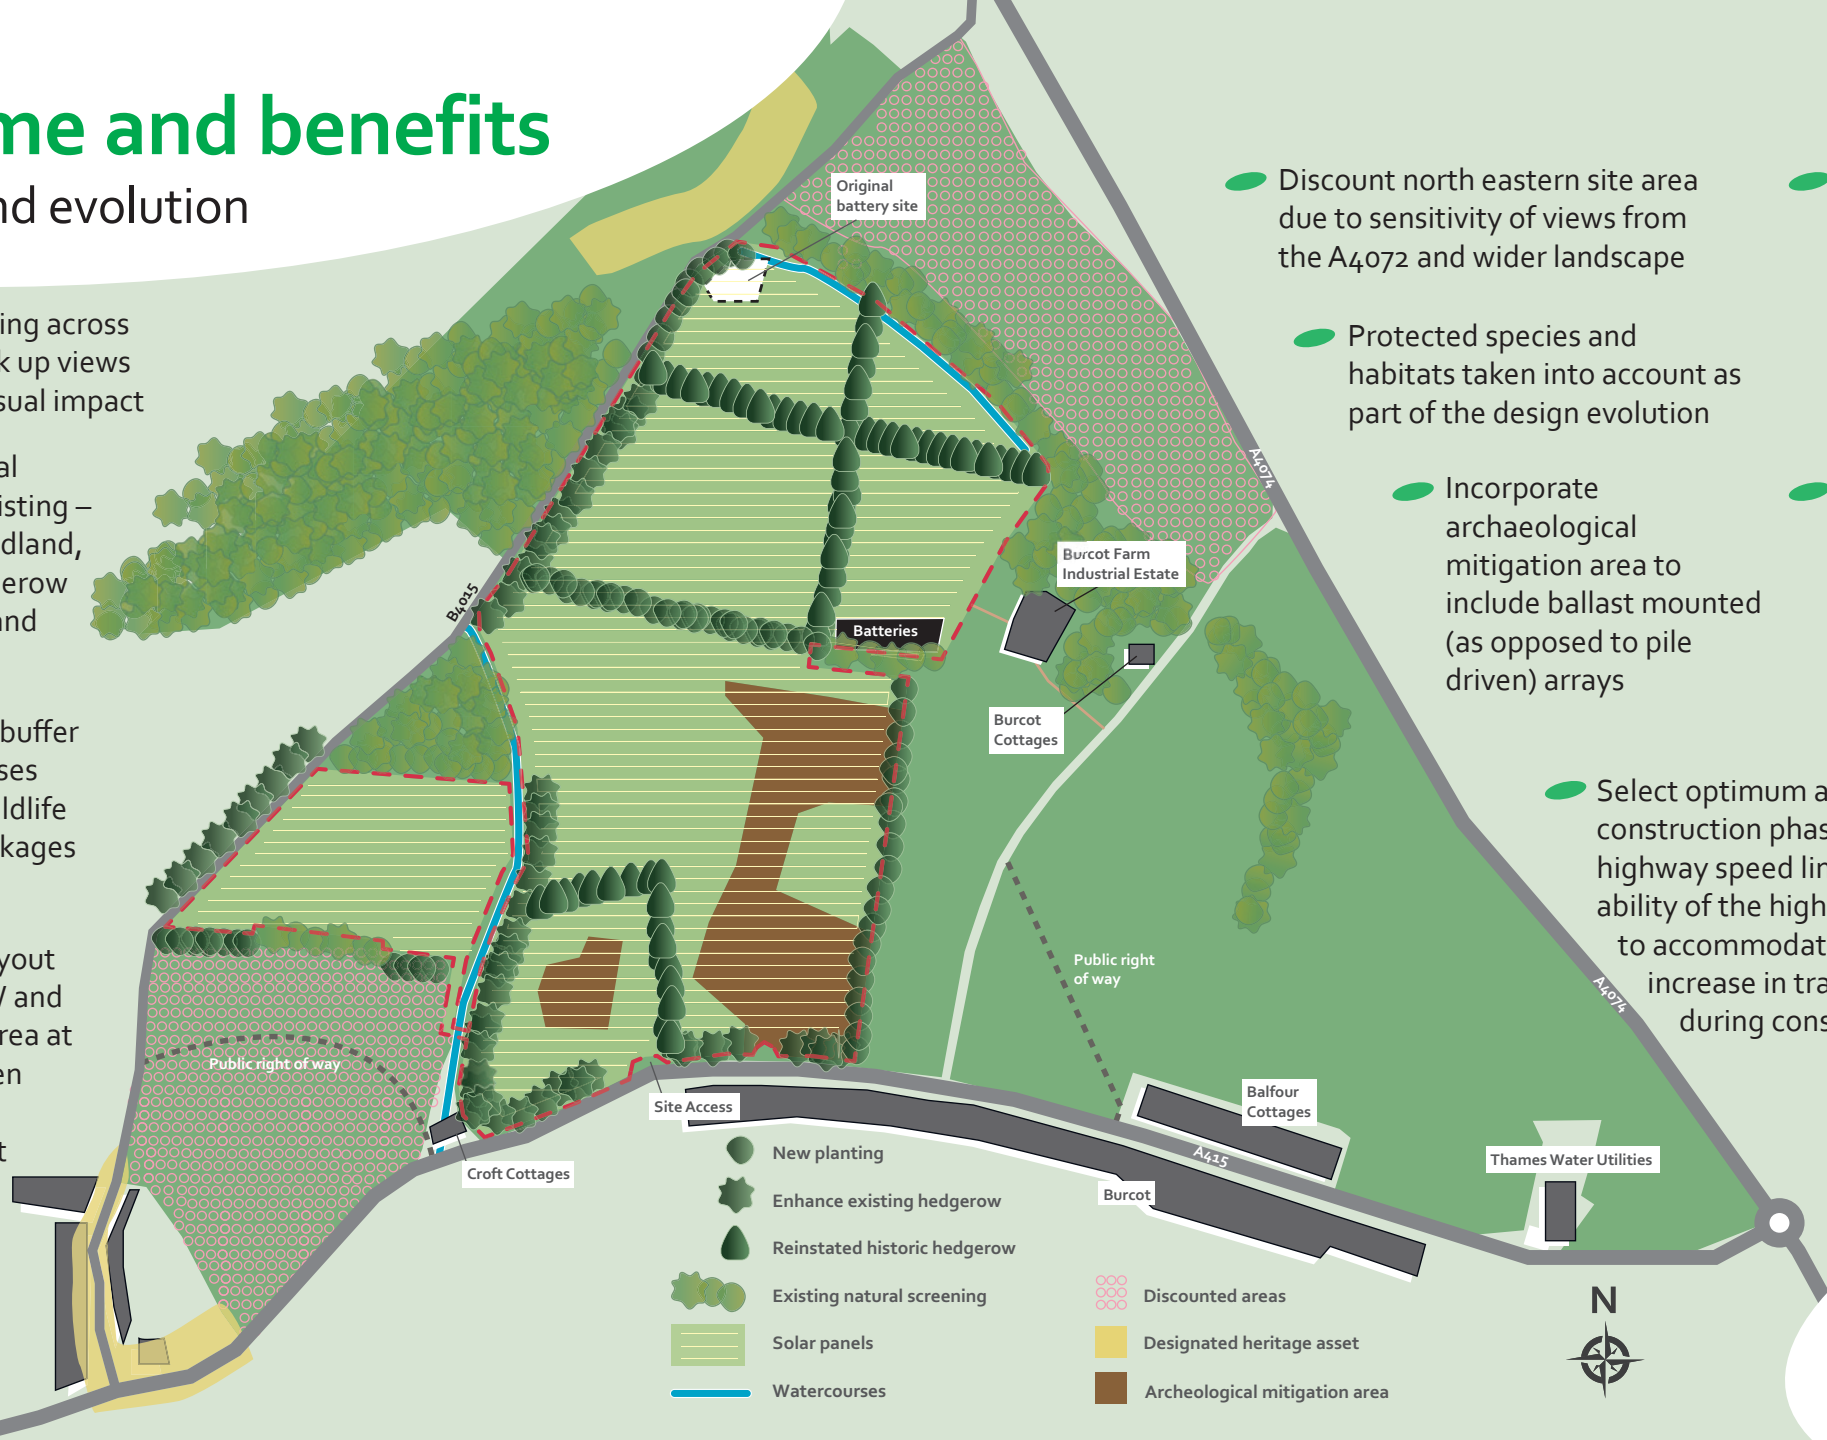 me and benefits
nd evolution
ing across
k up views
sual impact
al
isting –
dland,
erow
and
buffer
ses
ildlife
kages
yout
V and
rea at
en
t
Discount north eastern site area
due to sensitivity of views from
the A4072 and wider landscape
Protected species and
habitats taken into account as
part of the design evolution
Incorporate
archaeological
mitigation area to
include ballast mounted
(as opposed to pile
driven) arrays
Select optimum a
construction phas
highway speed lin
ability of the high
to accommodat
increase in tra
during cons
Original
battery site
A4074
Burcot Farm
Industrial Estate
B4015
Batteries
Burcot
Cottages
Public right
of way
A4074
Public right of way
Site Access
Balfour
Cottages
A415
Thames Water Utilities
Croft Cottages
Burcot
New planting
Enhance existing hedgerow
Reinstated historic hedgerow
Existing natural screening
Solar panels
Watercourses
Discounted areas
Designated heritage asset
Archeological mitigation area
N